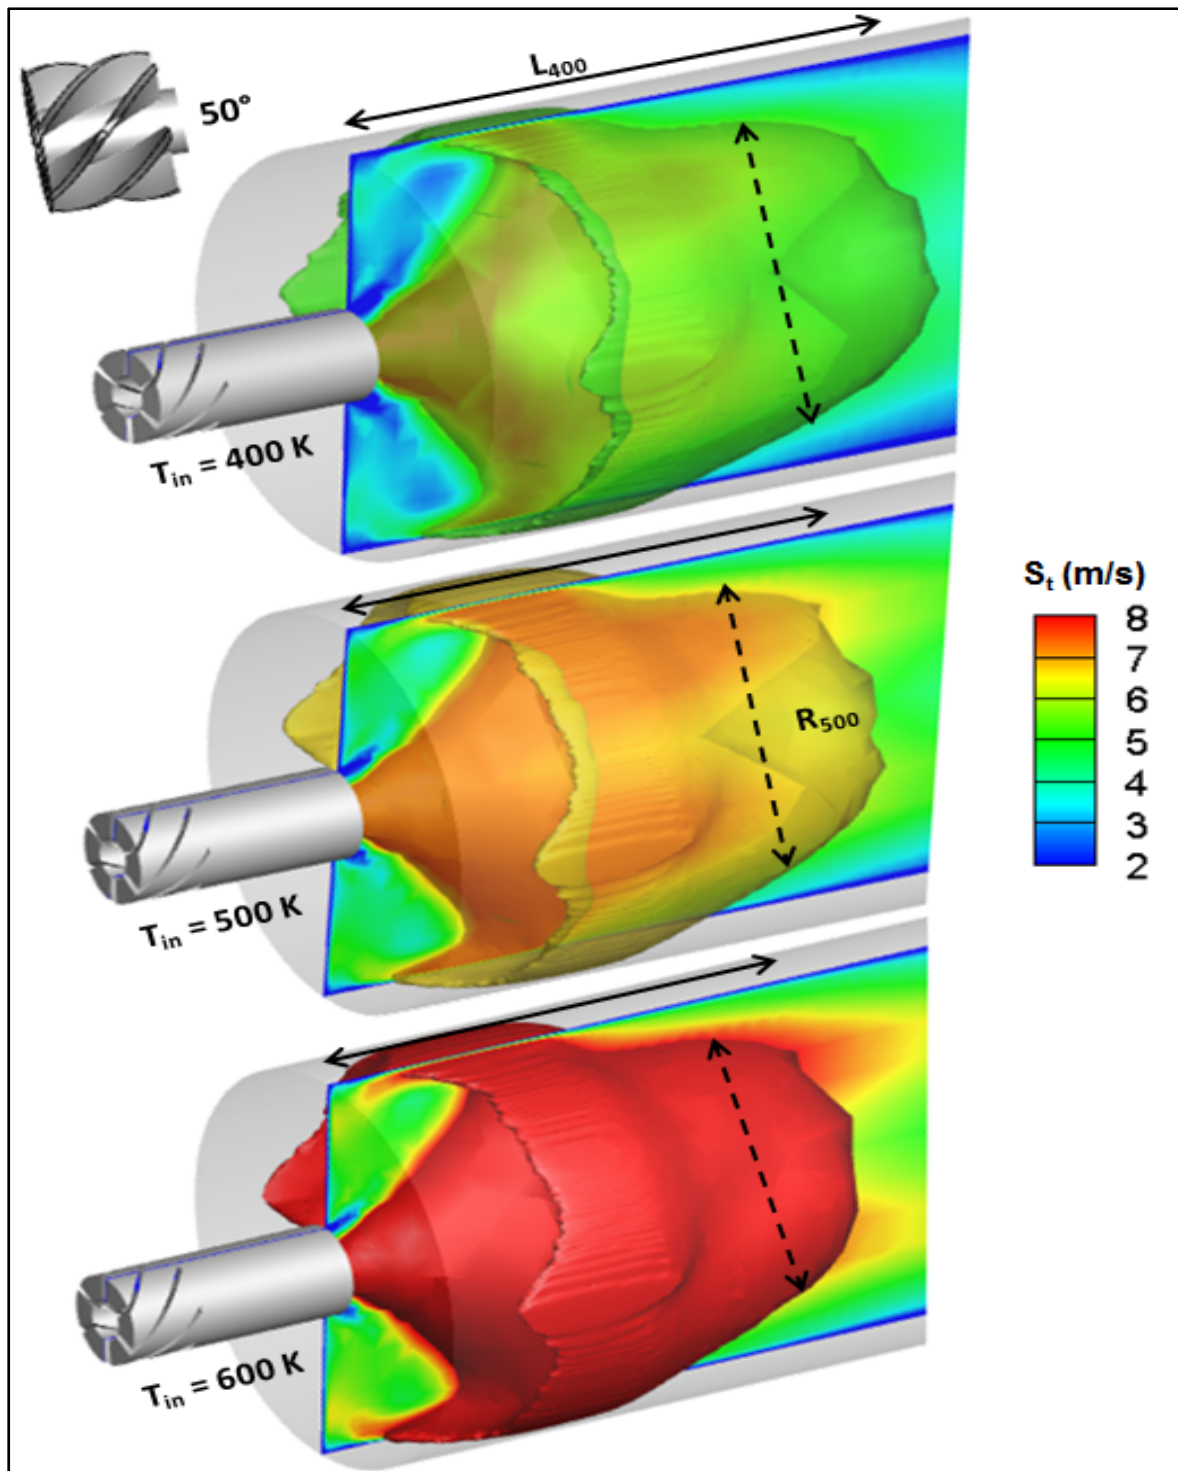 50°
L₄₀₀
Tᵢₙ = 400 K
R₅₀₀
Tᵢₙ = 500 K
Tᵢₙ = 600 K
Sₜ (m/s)
8
7
6
5
4
3
2